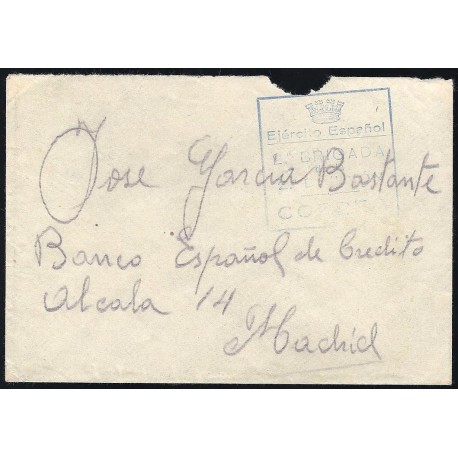 Ejército Español
BRIGADA
Jose Garcia Bastante
Banco Español de Credito
Alcala 14
Madrid